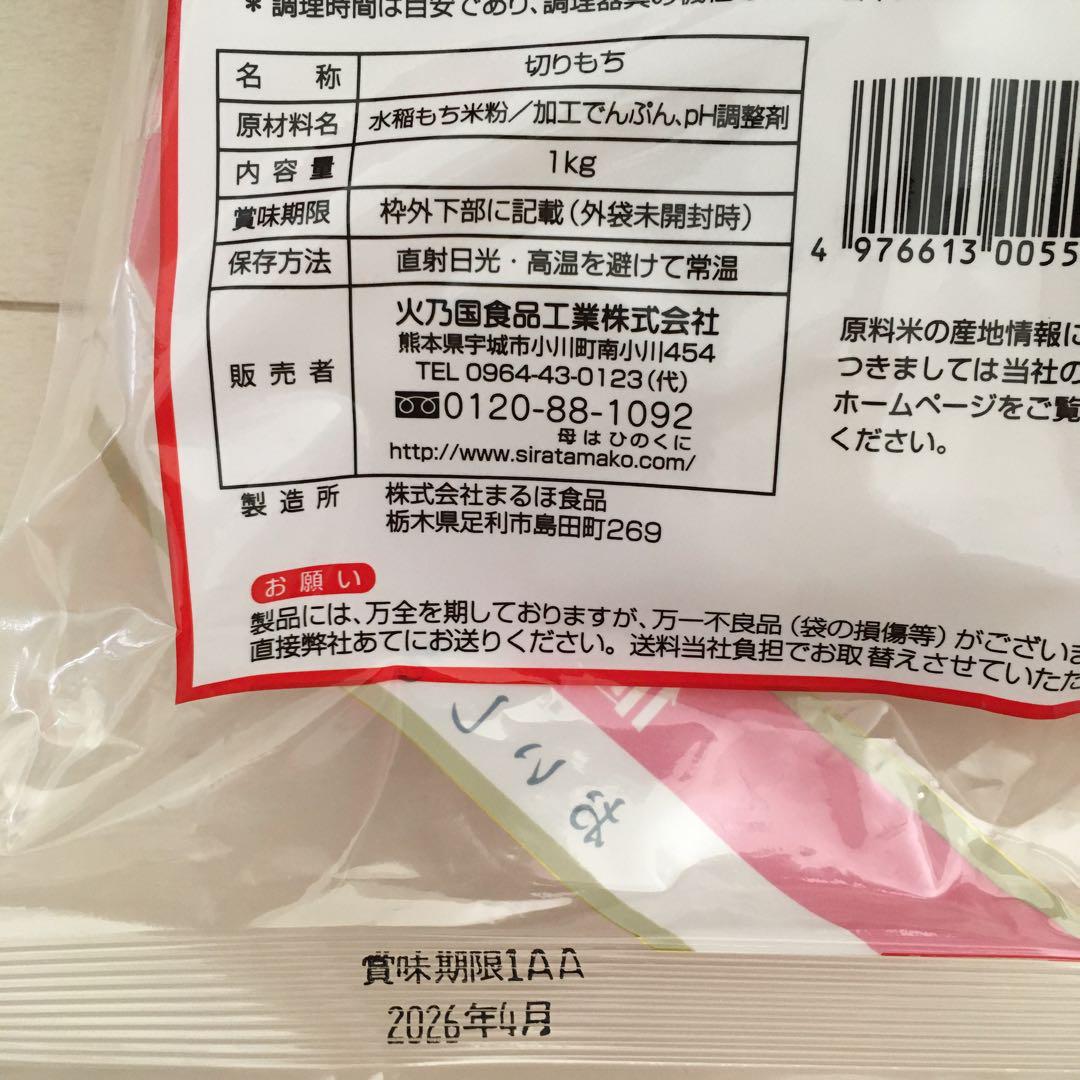 ＊調理時間は目安であり、調理器具の機種
名称 切りもち
原材料名 水稲もち米粉／加工でんぷん、pH調整剤
内容量 1kg
賞味期限 枠外下部に記載（外袋未開封時）
保存方法 直射日光・高温を避けて常温
販売者 火乃国食品工業株式会社
熊本県宇城市小川町南小川454
TEL 0964-43-0123（代）
0120-88-1092
母はひのくに
http://www.siratamako.com/
製造所 株式会社まるほ食品
栃木県足利市島田町269
4 976613 0055
原料米の産地情報に
つきましては当社の
ホームページをご覧
ください。
お願い
製品には、万全を期しておりますが、万一不良品（袋の損傷等）がございま
直接弊社あてにお送りください。送料当社負担でお取替えさせていただ
賞味期限1AA
2026年4月